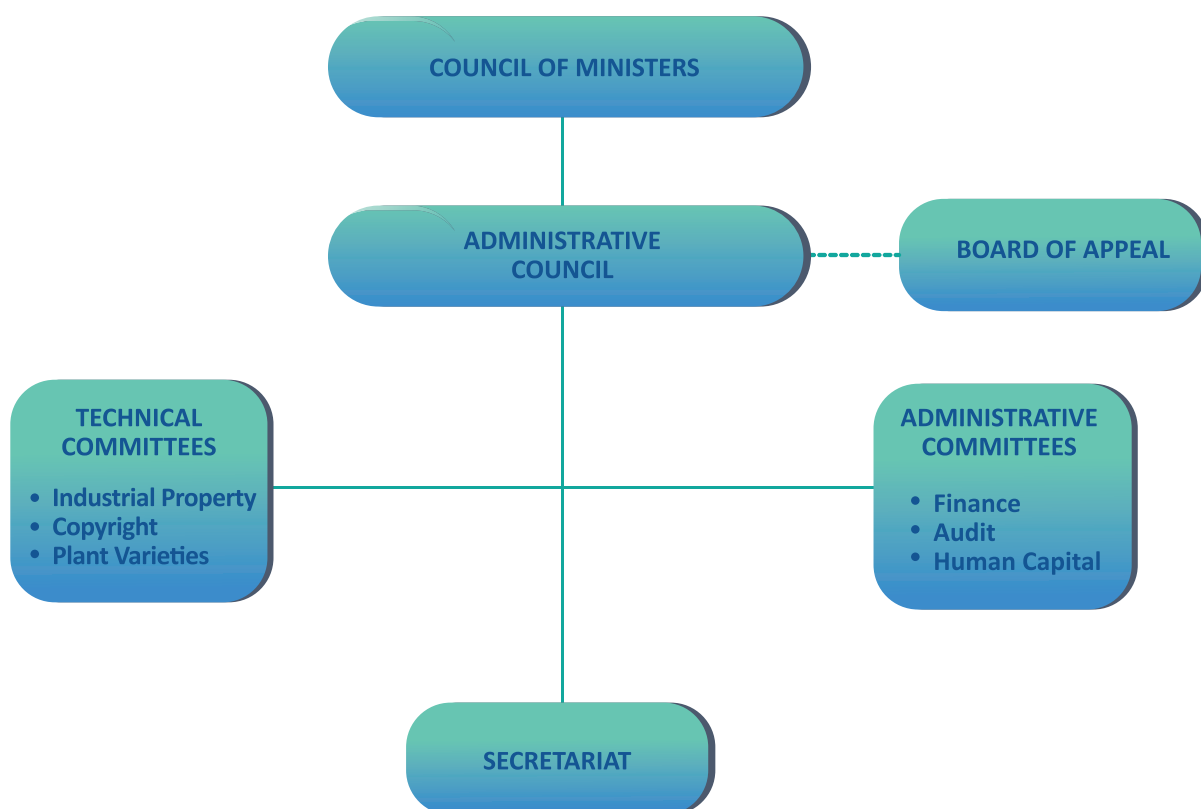 COUNCIL OF MINISTERS
ADMINISTRATIVE
COUNCIL
BOARD OF APPEAL
TECHNICAL
COMMITTEES
• Industrial Property
• Copyright
• Plant Varieties
ADMINISTRATIVE
COMMITTEES
• Finance
• Audit
• Human Capital
SECRETARIAT